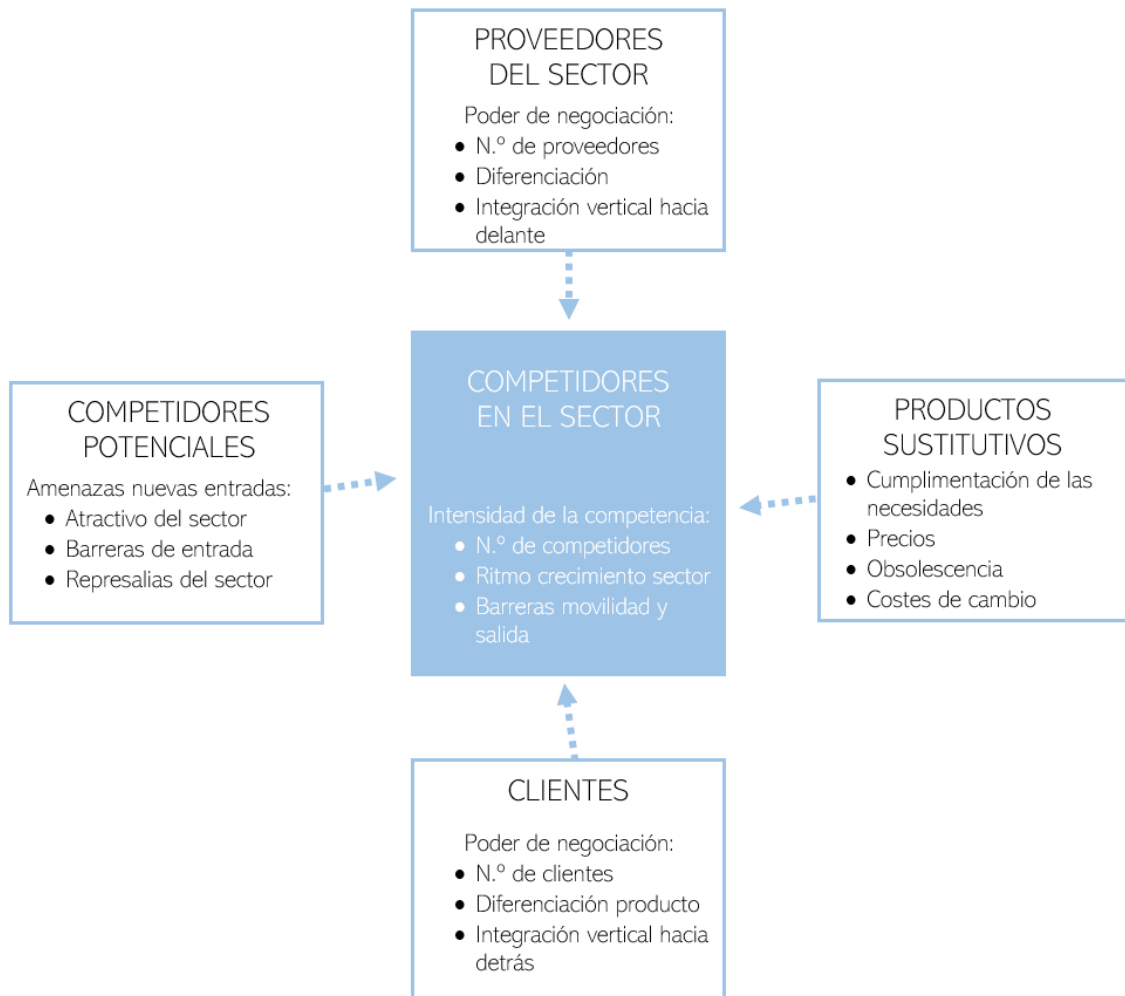 PROVEEDORES
DEL SECTOR
Poder de negociación:
● N.º de proveedores
● Diferenciación
● Integración vertical hacia
delante
COMPETIDORES
POTENCIALES
Amenazas nuevas entradas:
● Atractivo del sector
● Barreras de entrada
● Represalias del sector
COMPETIDORES
EN EL SECTOR
Intensidad de la competencia:
● N.º de competidores
● Ritmo crecimiento sector
● Barreras movilidad y
salida
PRODUCTOS
SUSTITUTIVOS
● Cumplimentación de las
necesidades
● Precios
● Obsolescencia
● Costes de cambio
CLIENTES
Poder de negociación:
● N.º de clientes
● Diferenciación producto
● Integración vertical hacia
detrás